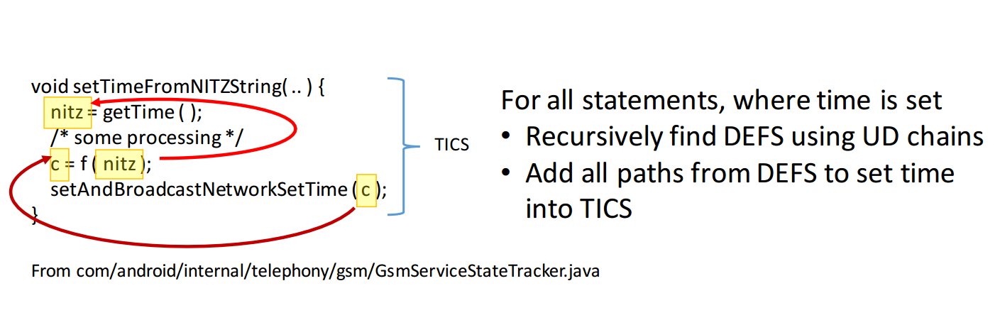 void setTimeFromNITZString( .. ) {
nitz = getTime ( );
/* some processing */
c = f ( nitz );
setAndBroadcastNetworkSetTime ( c );
}
TICS
From com/android/internal/telephony/gsm/GsmServiceStateTracker.java
For all statements, where time is set
• Recursively find DEFS using UD chains
• Add all paths from DEFS to set time
into TICS